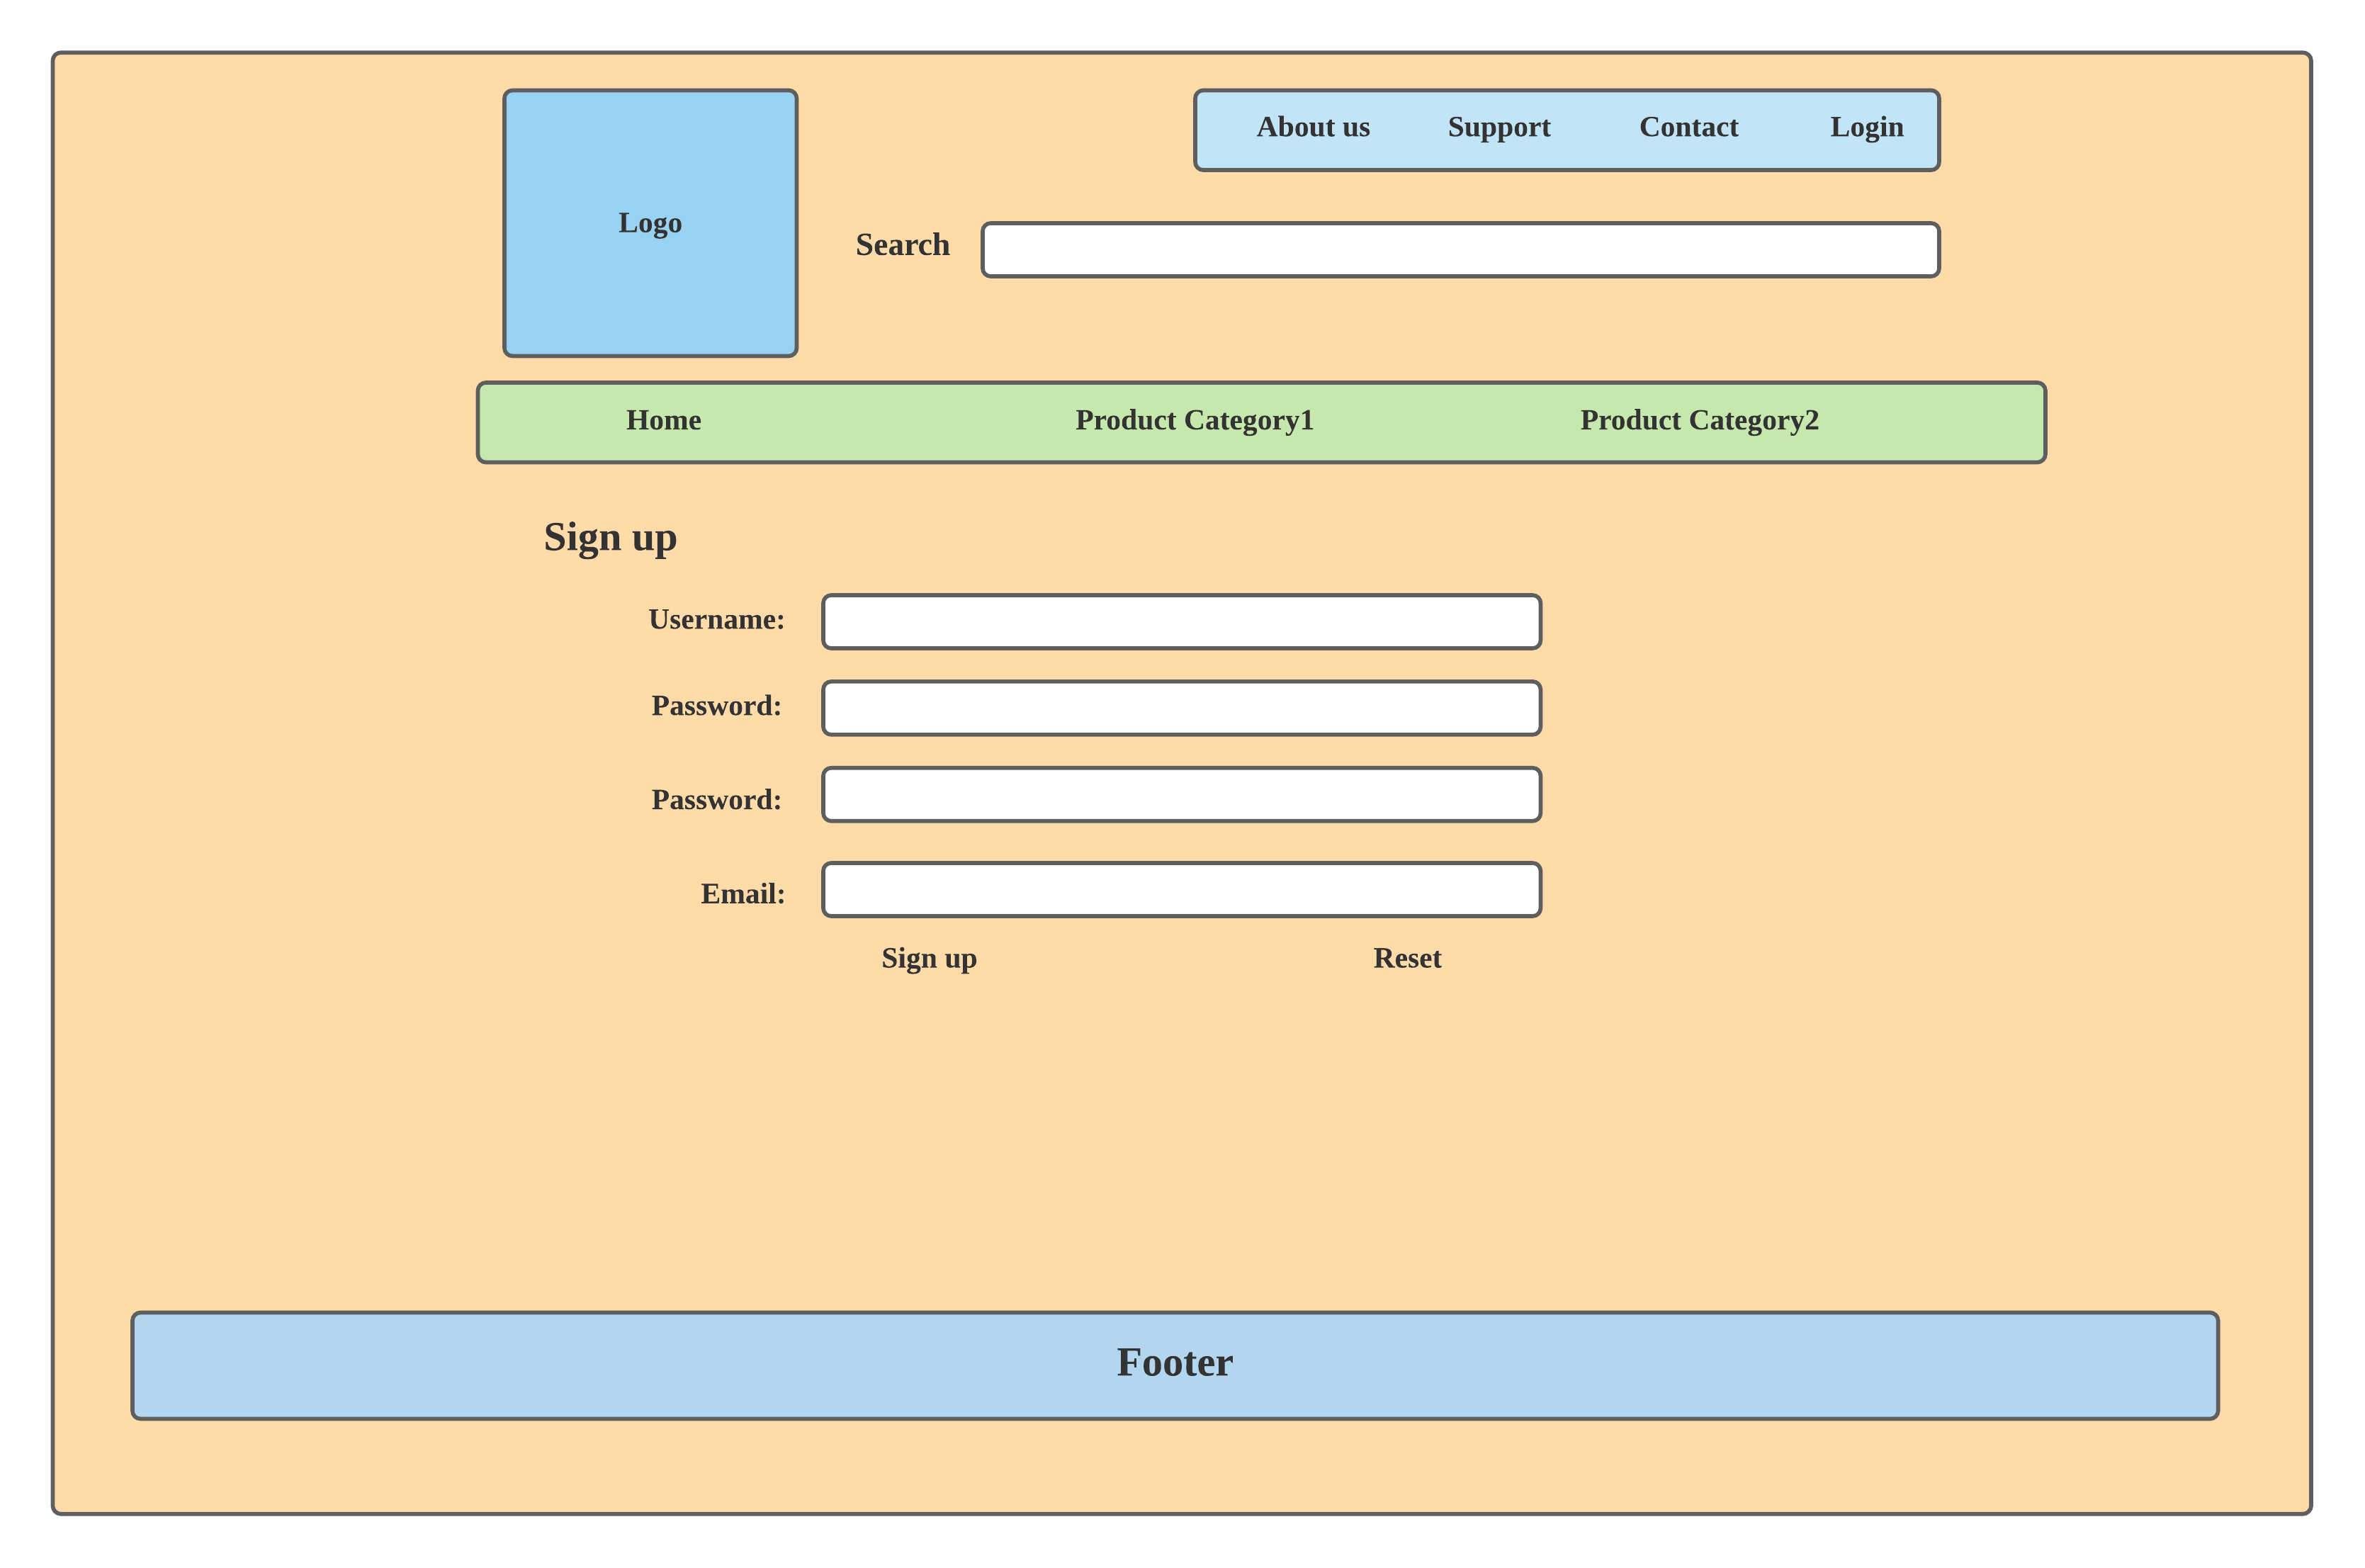 About us Support Contact Login
Logo
Search
Home Product Category1 Product Category2
Sign up
Username:
Password:
Password:
Email:
Sign up Reset
Footer